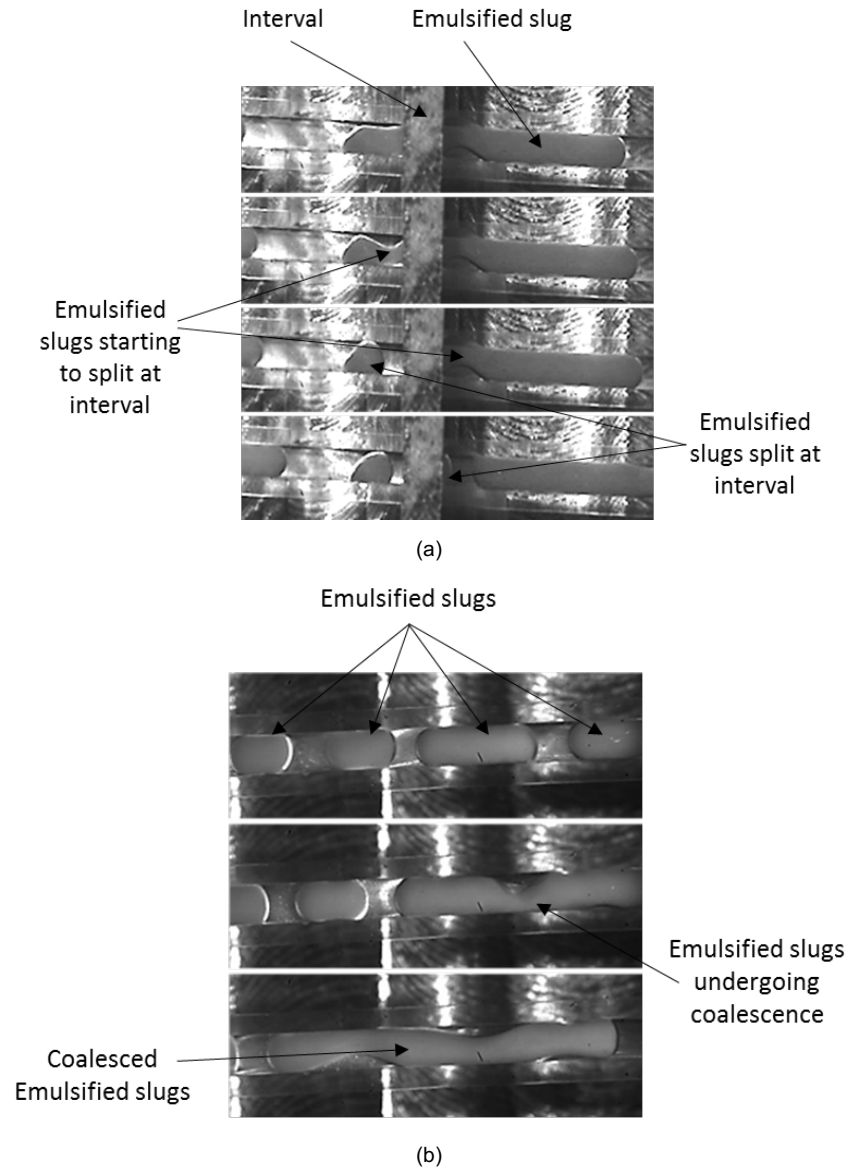 Interval
Emulsified slug
Emulsified
slugs starting
to split at
interval
Emulsified
slugs split at
interval
(a)
Emulsified slugs
Emulsified slugs
undergoing
coalescence
Coalesced
Emulsified slugs
(b)